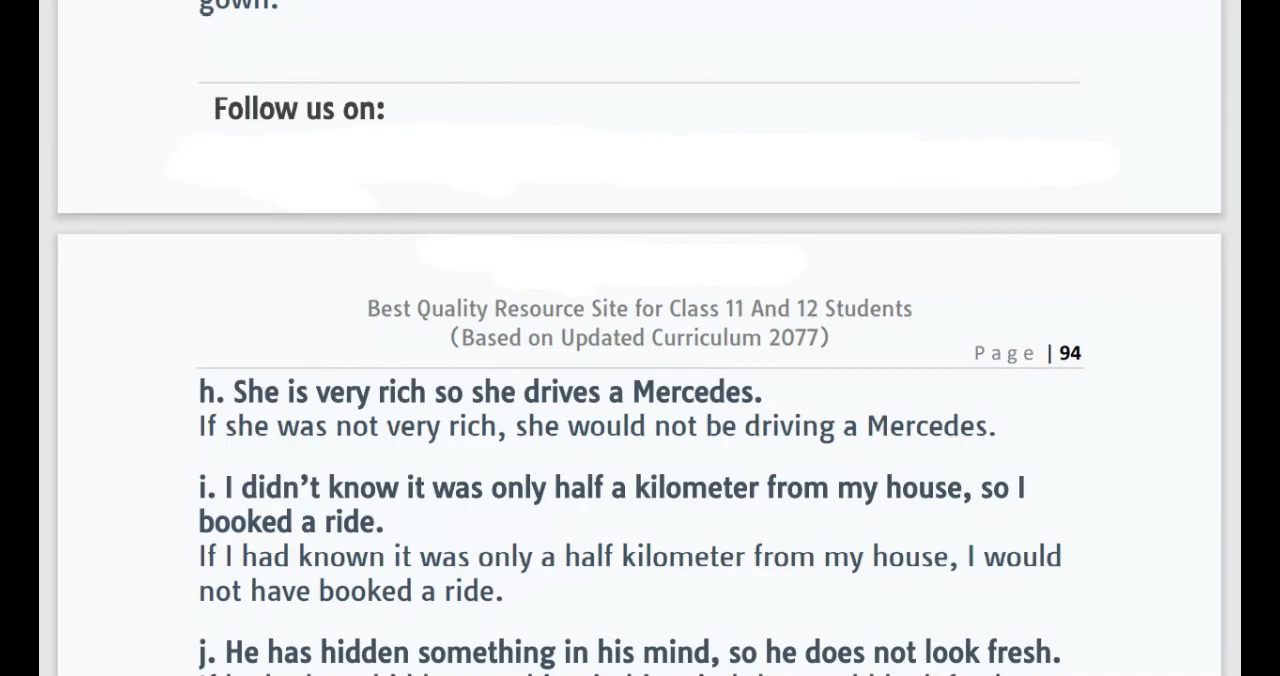 gown.
Follow us on:
Best Quality Resource Site for Class 11 And 12 Students
(Based on Updated Curriculum 2077)
Page | 94
h. She is very rich so she drives a Mercedes.
If she was not very rich, she would not be driving a Mercedes.
i. I didn’t know it was only half a kilometer from my house, so I
booked a ride.
If I had known it was only a half kilometer from my house, I would
not have booked a ride.
j. He has hidden something in his mind, so he does not look fresh.